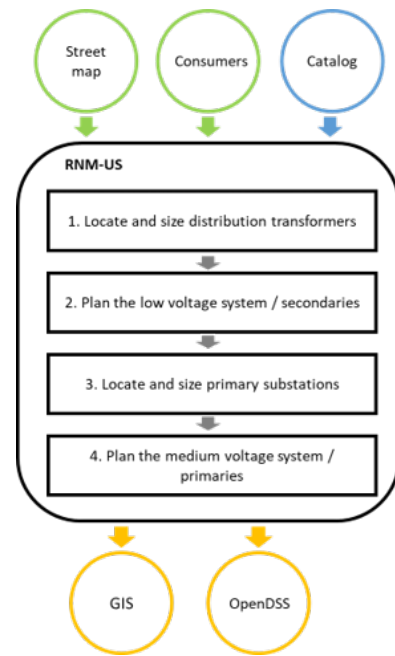 Street
map
Consumers
Catalog
RNM-US
1. Locate and size distribution transformers
2. Plan the low voltage system / secondaries
3. Locate and size primary substations
4. Plan the medium voltage system /
primaries
GIS
OpenDSS